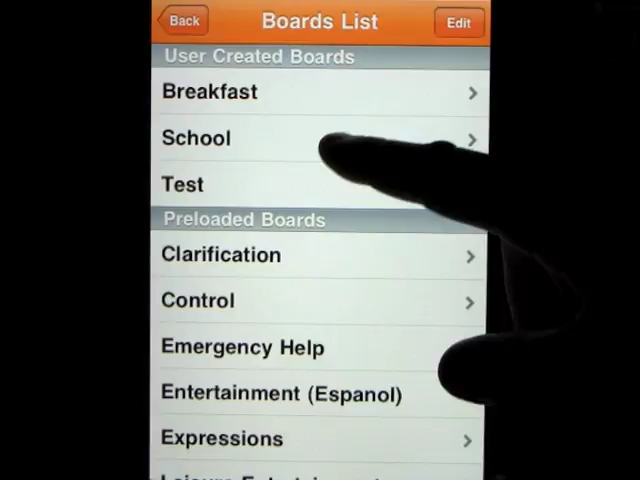 Back
Boards List
Edit
User Created Boards
Breakfast
School
Test
Preloaded Boards
Clarification
Control
Emergency Help
Entertainment (Espanol)
Expressions